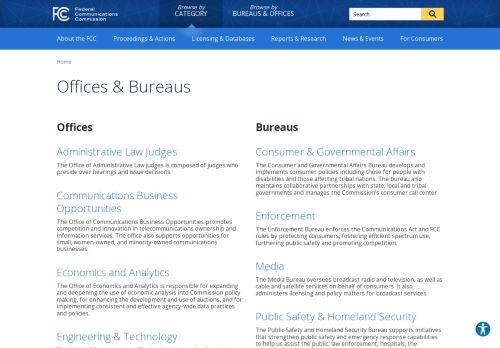 FCC Federal Communications Commission
Browse by CATEGORY
Browse by BUREAUS & OFFICES
Search
About the FCC
Proceedings & Actions
Licensing & Databases
Reports & Research
News & Events
For Consumers
Home
Offices & Bureaus
Offices
Administrative Law Judges
The Office of Administrative Law Judges is composed of judges who
preside over hearings and issue decisions.
Communications Business
Opportunities
The Office of Communications Business Opportunities promotes
competition and innovation in telecommunications ownership and
information services. The office also supports opportunities for
small, women-owned, and minority-owned communications
businesses.
Economics and Analytics
The Office of Economics and Analytics is responsible for expanding
and deepening the use of economic analysis into Commission policy
making, for enhancing the development and use of auctions, and for
implementing consistent and effective agency-wide data practices
and policies.
Engineering & Technology
Bureaus
Consumer & Governmental Affairs
The Consumer and Governmental Affairs Bureau develops and
implements consumer policies including those for people with
disabilities and those affecting tribal nations. The bureau also
maintains collaborative partnerships with state, local and tribal
governments and manages the Commission's consumer call center.
Enforcement
The Enforcement Bureau enforces the Communications Act and FCC
rules by protecting consumers, fostering efficient spectrum use,
furthering public safety and promoting competition.
Media
The Media Bureau oversees broadcast radio and television, as well as
cable and satellite services on behalf of consumers. It also
administers licensing and policy matters for broadcast services.
Public Safety & Homeland Security
The Public Safety and Homeland Security Bureau supports initiatives
that strengthen public safety and emergency response capabilities
to help us assist the public, law enforcement, hospitals, the